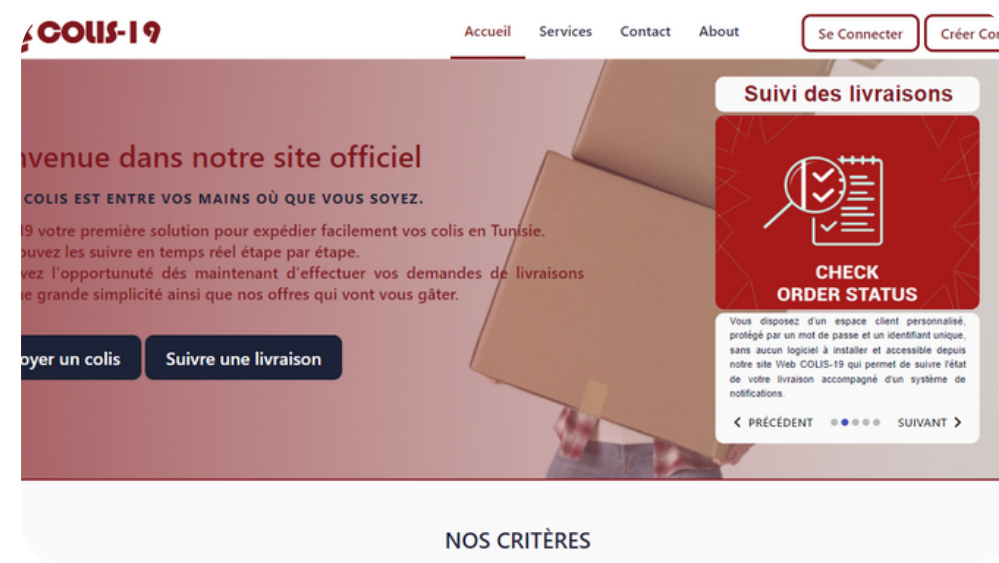 COLIS-19
Accueil
Services
Contact
About
Se Connecter
Créer Con
nvenue dans notre site officiel
COLIS EST ENTRE VOS MAINS OÙ QUE VOUS SOYEZ.
19 votre première solution pour expédier facilement vos colis en Tunisie.
ouvez les suivre en temps réel étape par étape.
vez l'opportunuté dés maintenant d'effectuer vos demandes de livraisons
ne grande simplicité ainsi que nos offres qui vont vous gâter.
oyer un colis
Suivre une livraison
Suivi des livraisons
CHECK
ORDER STATUS
Vous disposez d'un espace client personnalisé,
protégé par un mot de passe et un identifiant unique,
sans aucun logiciel à installer et accessible depuis
notre site Web COLIS-19 qui permet de suivre l'état
de votre livraison accompagné d'un système de
notifications.
PRÉCÉDENT
SUIVANT
NOS CRITÈRES